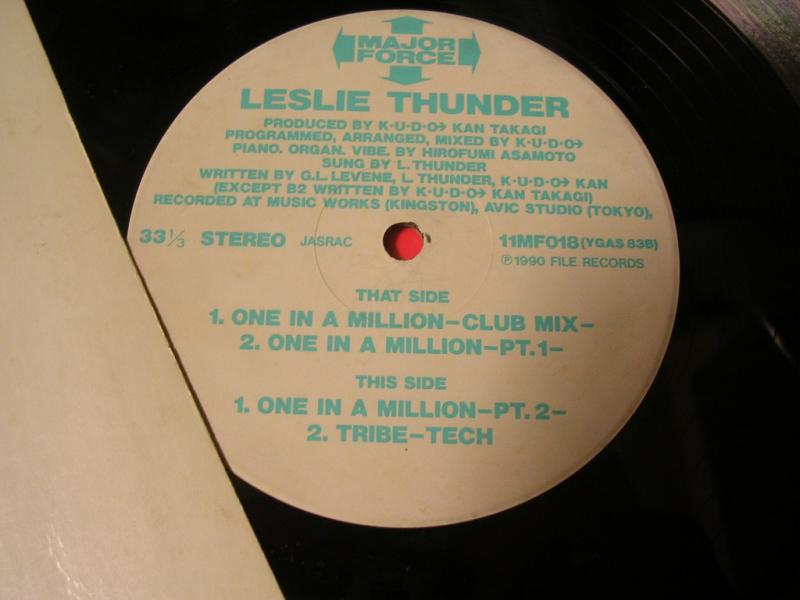 MAJOR
FORCE
LESLIE THUNDER
PRODUCED BY K·U·D·O→ KAN TAKAGI
PROGRAMMED, ARRANGED, MIXED BY K·U·D·O→
PIANO. ORGAN. VIBE. BY HIROFUMI ASAMOTO
SUNG BY L. THUNDER
WRITTEN BY G.L. LEVENE, L. THUNDER, K·U·D·O→ KAN
(EXCEPT B2 WRITTEN BY K·U·D·O→ KAN TAKAGI)
RECORDED AT MUSIC WORKS (KINGSTON), AVIC STUDIO (TOKYO),
33 1/3 STEREO JASRAC 11MF018 (YGAS 83B)
℗1990 FILE RECORDS
THAT SIDE
1. ONE IN A MILLION–CLUB MIX–
2. ONE IN A MILLION–PT.1–
THIS SIDE
1. ONE IN A MILLION–PT.2–
2. TRIBE–TECH